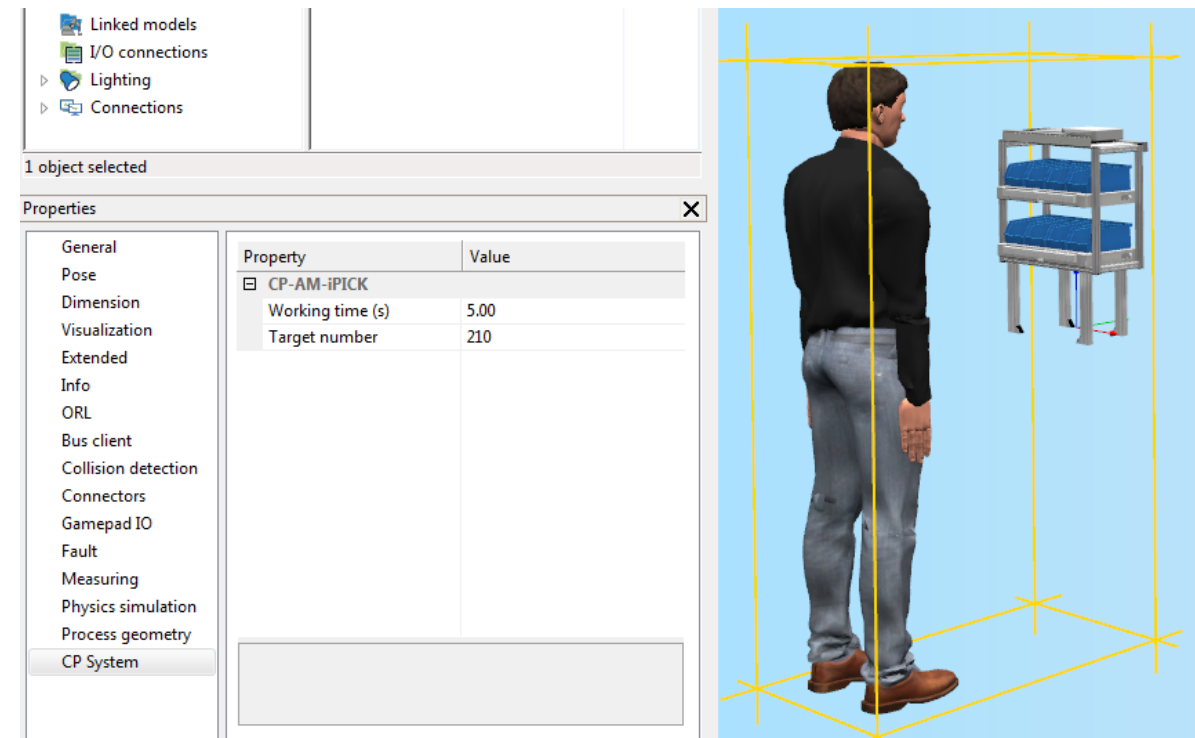 Linked models
I/O connections
Lighting
Connections
1 object selected
Properties
General
Pose
Dimension
Visualization
Extended
Info
ORL
Bus client
Collision detection
Connectors
Gamepad IO
Fault
Measuring
Physics simulation
Process geometry
CP System
Property Value
CP-AM-iPICK
Working time (s) 5.00
Target number 210